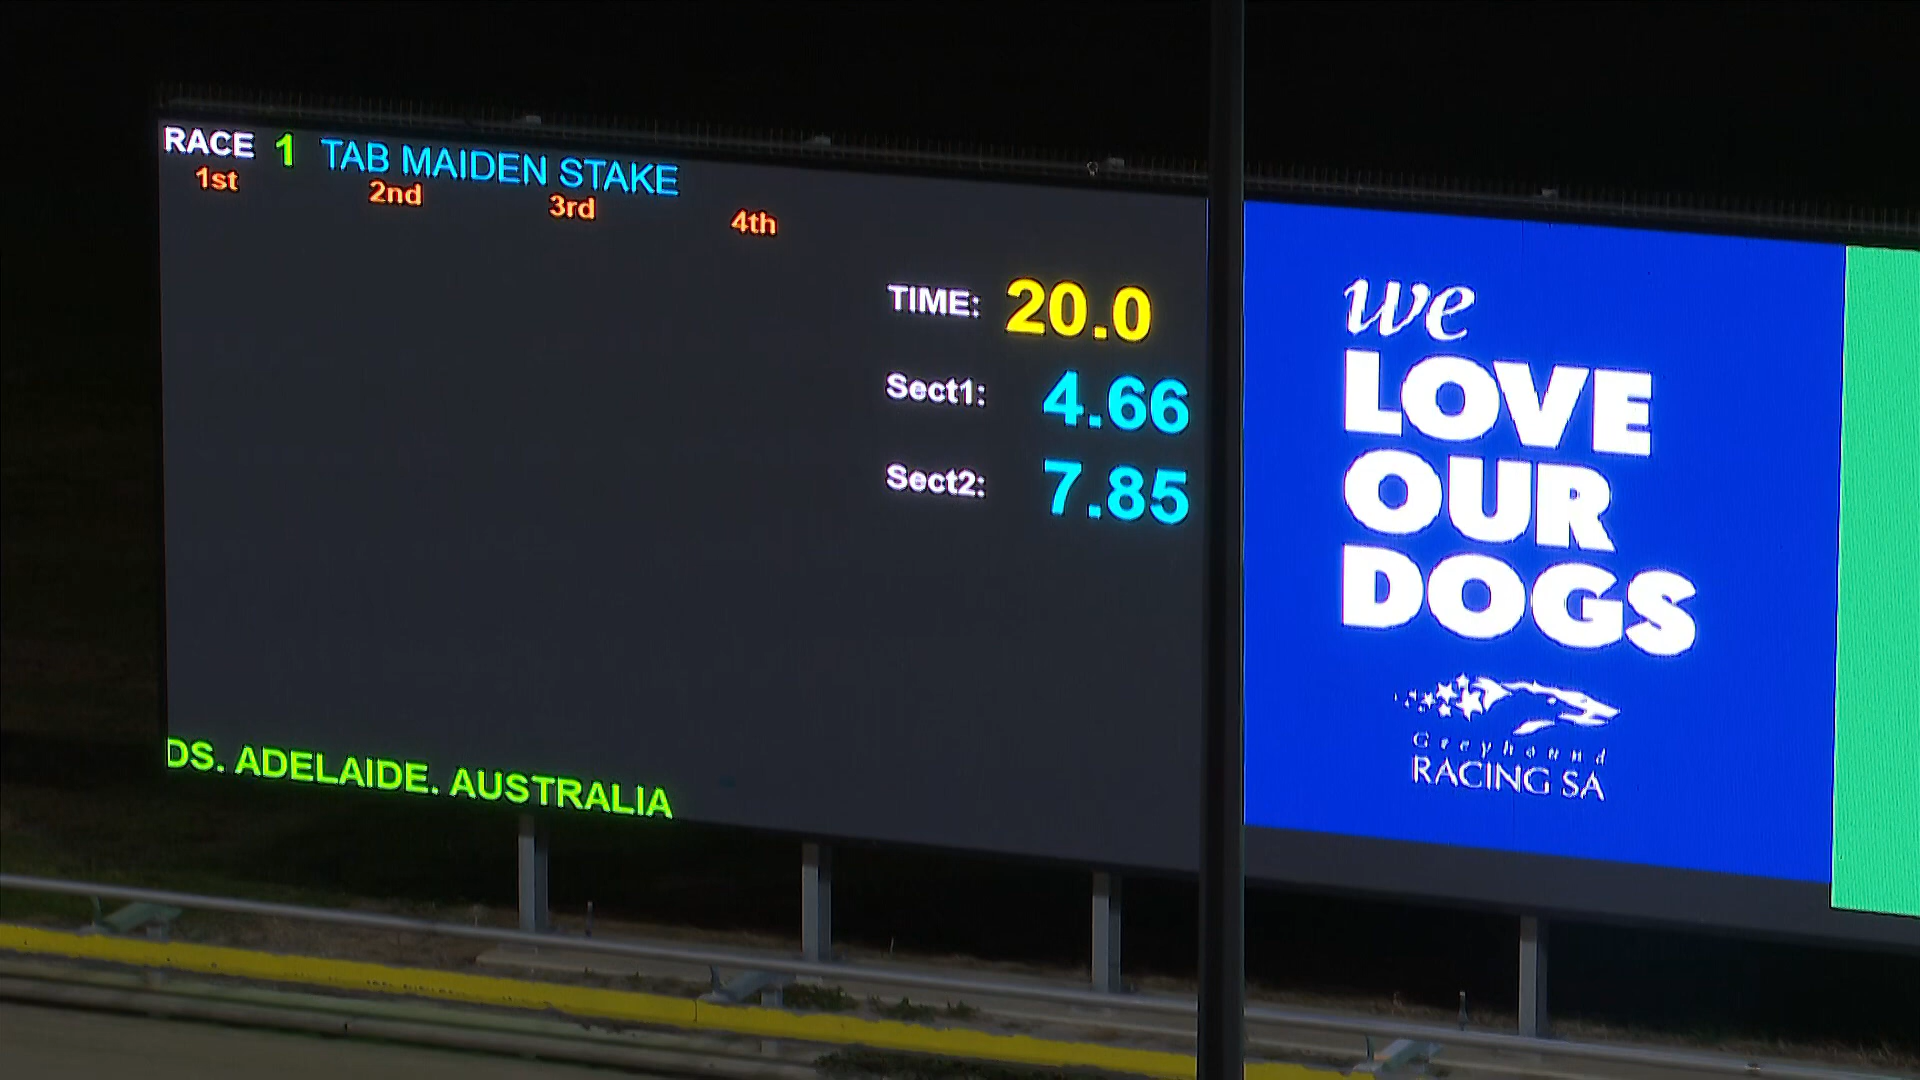 RACE 1 TAB MAIDEN STAKE
1st 2nd 3rd 4th
TIME: 20.0
Sect1: 4.66
Sect2: 7.85
DS. ADELAIDE. AUSTRALIA
we
LOVE
OUR
DOGS
Greyhound
RACING SA